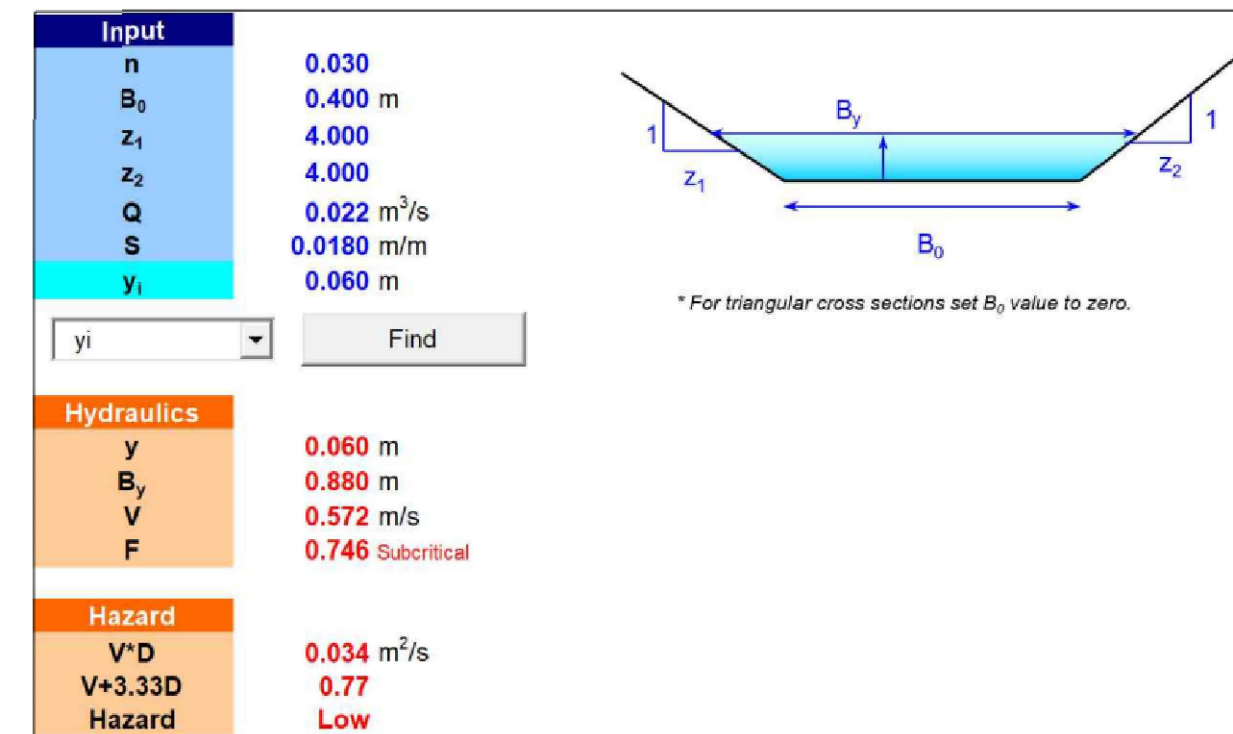 Input
n 0.030
B₀ 0.400 m
z₁ 4.000
z₂ 4.000
Q 0.022 m³/s
S 0.0180 m/m
yᵢ 0.060 m
yi Find
Hydraulics
y 0.060 m
Bᵧ 0.880 m
V 0.572 m/s
F 0.746 Subcritical
Hazard
V*D 0.034 m²/s
V+3.33D 0.77
Hazard Low
1 Bᵧ 1
z₁ z₂
B₀
* For triangular cross sections set B₀ value to zero.